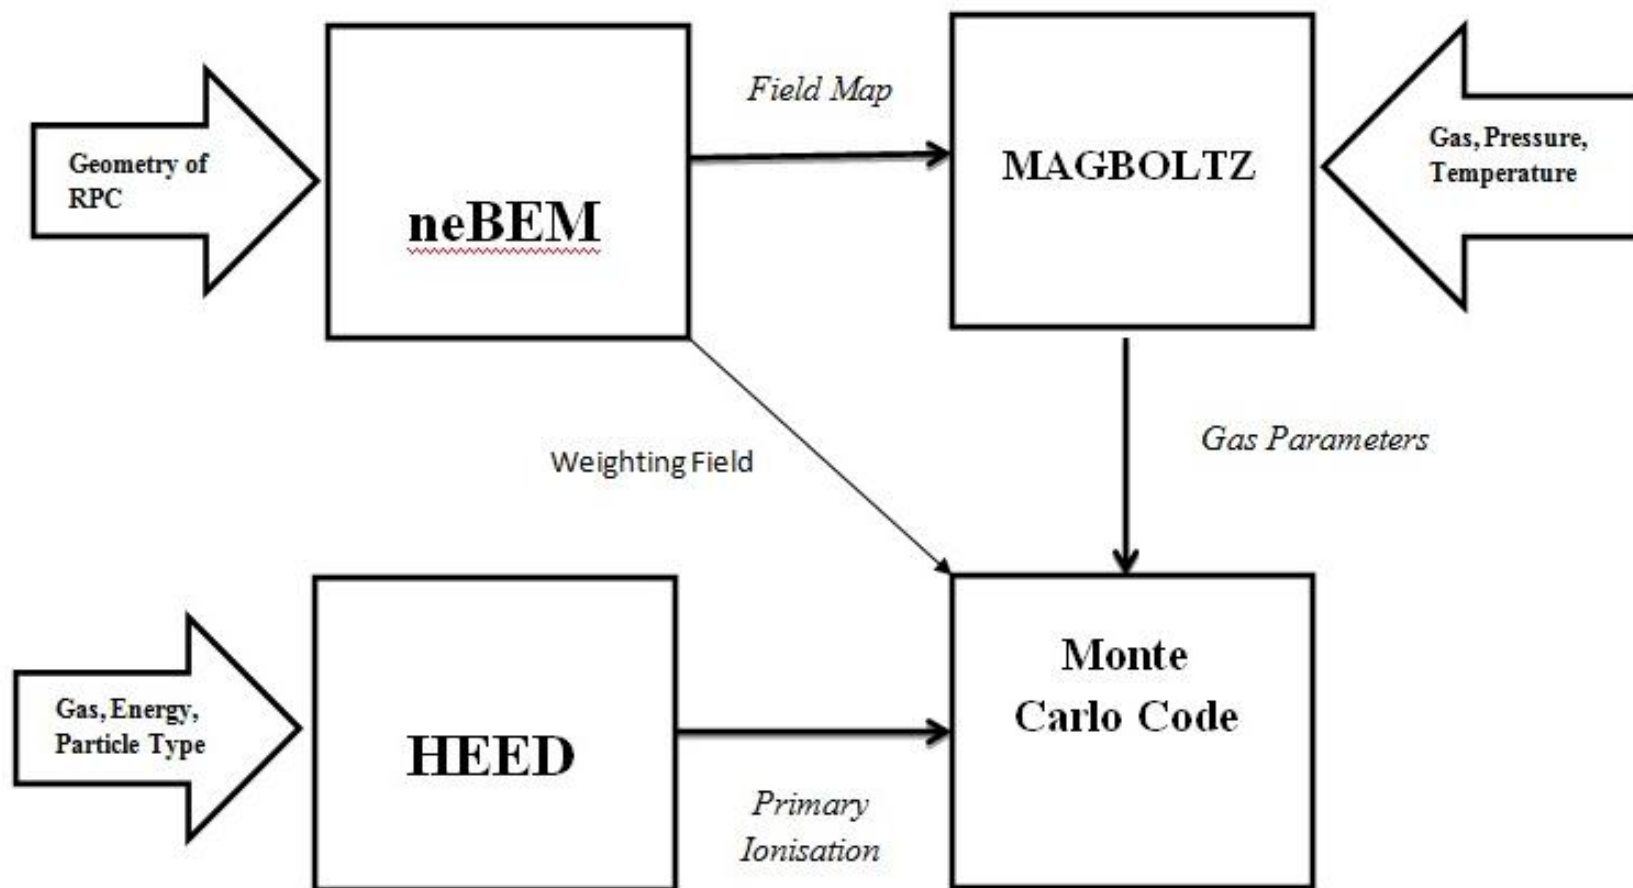 Field Map
Geometry of
RPC
neBEM
MAGBOLTZ
Gas, Pressure,
Temperature
Weighting Field
Gas Parameters
Gas, Energy,
Particle Type
HEED
Primary
Ionisation
Monte
Carlo Code